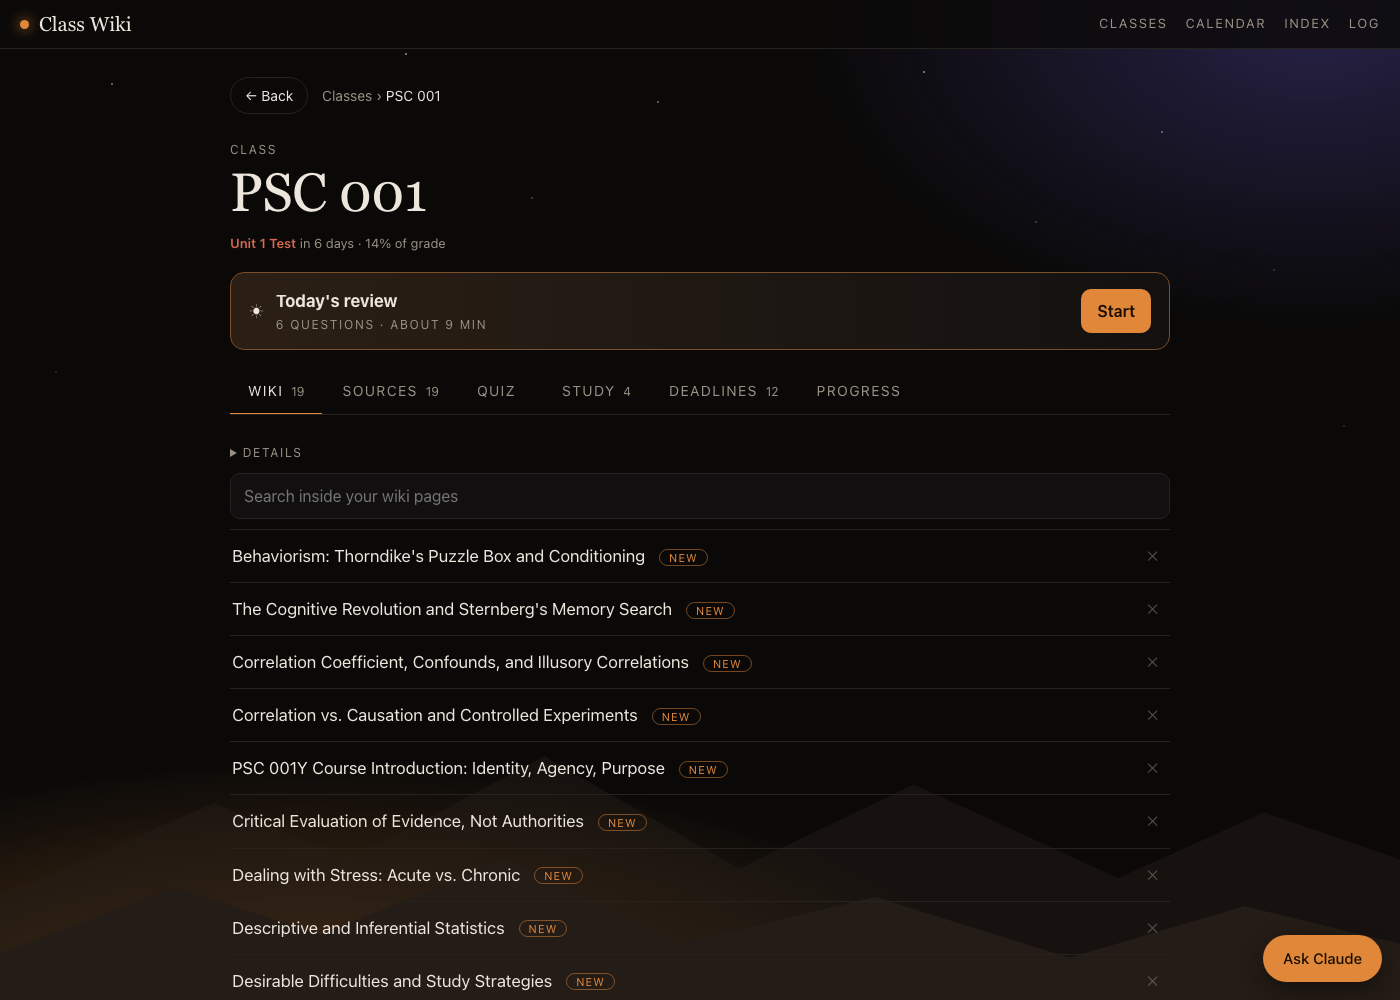 Class Wiki
CLASSES CALENDAR INDEX LOG
← Back
Classes › PSC 001
CLASS
PSC 001
Unit 1 Test in 6 days · 14% of grade
Today's review
6 QUESTIONS · ABOUT 9 MIN
Start
WIKI 19 SOURCES 19 QUIZ STUDY 4 DEADLINES 12 PROGRESS
DETAILS
Search inside your wiki pages
Behaviorism: Thorndike's Puzzle Box and Conditioning NEW ×
The Cognitive Revolution and Sternberg's Memory Search NEW ×
Correlation Coefficient, Confounds, and Illusory Correlations NEW ×
Correlation vs. Causation and Controlled Experiments NEW ×
PSC 001Y Course Introduction: Identity, Agency, Purpose NEW ×
Critical Evaluation of Evidence, Not Authorities NEW ×
Dealing with Stress: Acute vs. Chronic NEW ×
Descriptive and Inferential Statistics NEW ×
Desirable Difficulties and Study Strategies NEW ×
Ask Claude